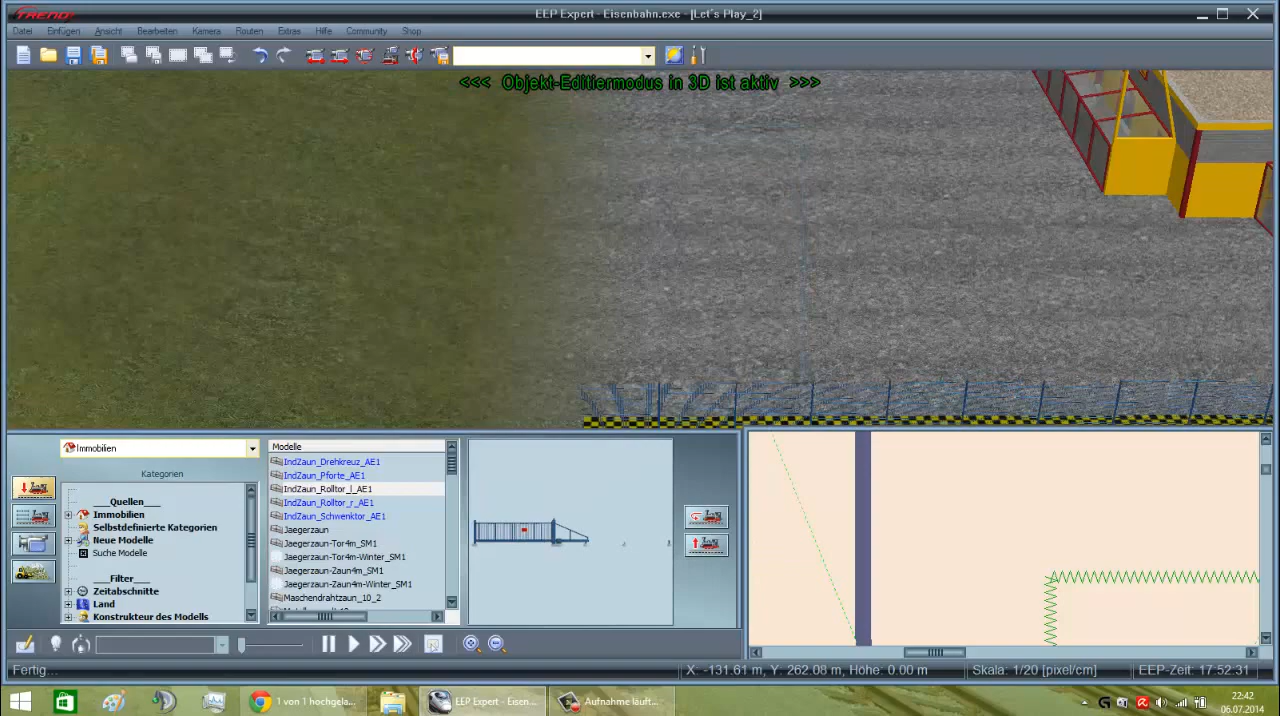 TREND
EEP Expert - Eisenbahn.exe - [Let´s Play_2]
Datei Einfügen Ansicht Bearbeiten Kamera Routen Extras Hilfe Community Shop
<<< Objekt-Editiermodus in 3D ist aktiv >>>
Immobilien
Kategorien
___Quellen___
Immobilien
Selbstdefinierte Kategorien
Neue Modelle
Suche Modelle
___Filter___
Zeitabschnitte
Land
Konstrukteur des Modells
Modelle
IndZaun_Drehkreuz_AE1
IndZaun_Pforte_AE1
IndZaun_Rolltor_l_AE1
IndZaun_Rolltor_r_AE1
IndZaun_Schwenktor_AE1
Jaegerzaun
Jaegerzaun-Tor4m_SM1
Jaegerzaun-Tor4m-Winter_SM1
Jaegerzaun-Zaun4m_SM1
Jaegerzaun-Zaun4m-Winter_SM1
Maschendrahtzaun_10_2
Fertig...
X: -131.61 m, Y: 262.08 m, Höhe: 0.00 m
Skala: 1/20 [pixel/cm]
EEP-Zeit: 17:52:31
1 von 1 hochgela...
EEP Expert - Eisen...
Aufnahme läuft...
22:42
06.07.2014